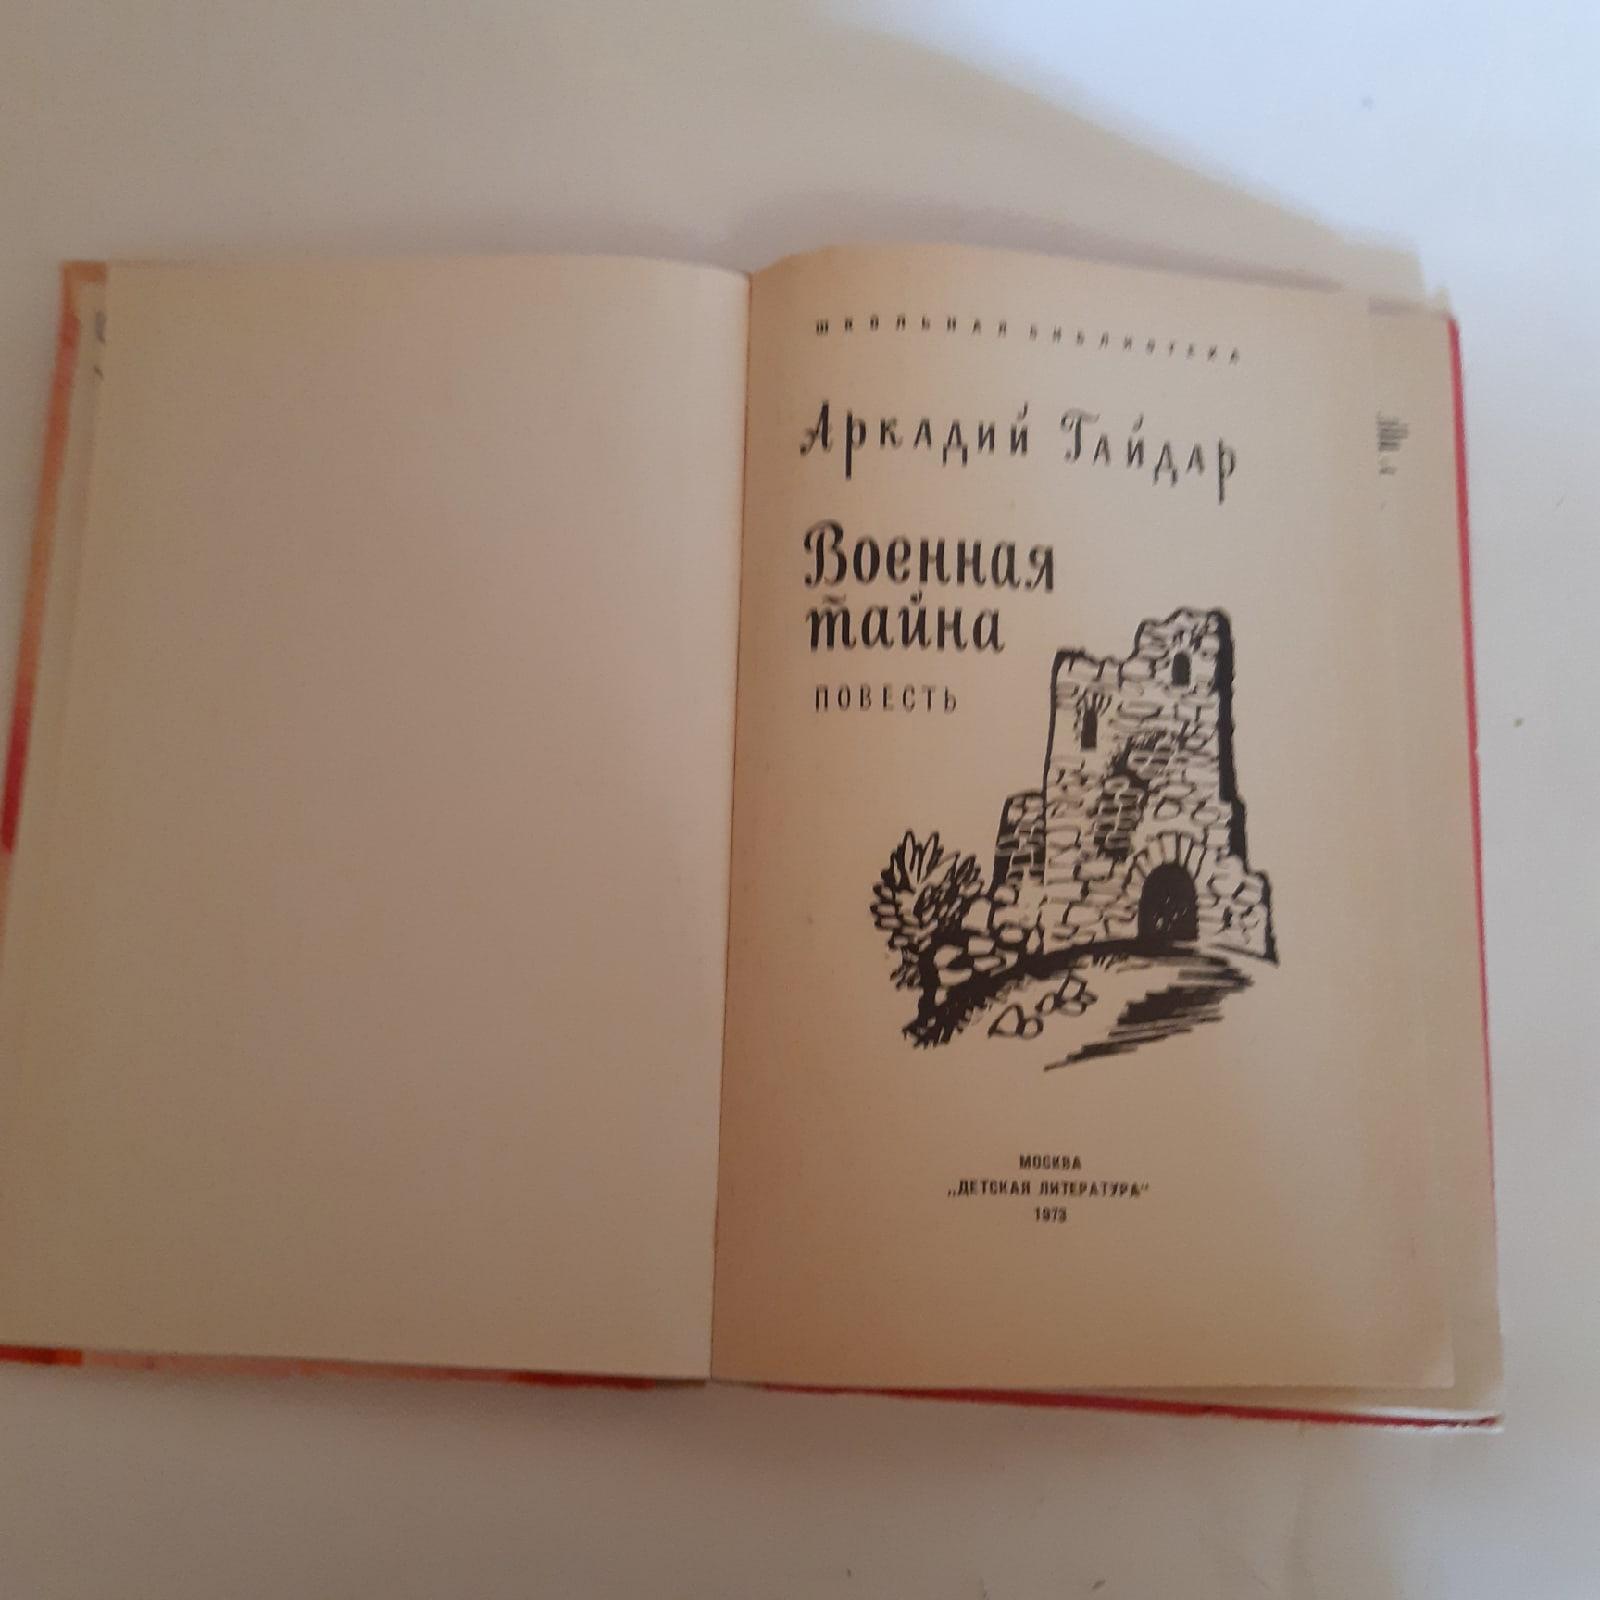 ШКОЛЬНАЯ БИБЛИОТЕКА
Аркадий Гайдар
Военная
тайна
ПОВЕСТЬ
МОСКВА
„ДЕТСКАЯ ЛИТЕРАТУРА“
1973